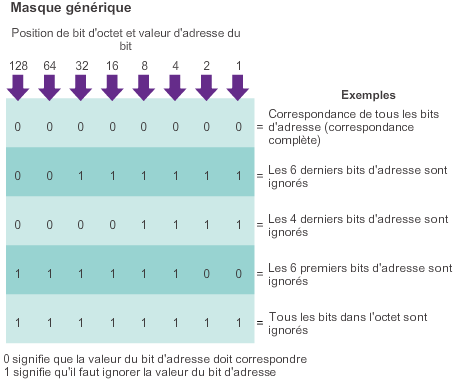 Masque générique
Position de bit d'octet et valeur d'adresse du
bit
128 64 32 16 8 4 2 1
Exemples
0 0 0 0 0 0 0 0 = Correspondance de tous les bits
d'adresse (correspondance
complète)
0 0 1 1 1 1 1 1 = Les 6 derniers bits d'adresse sont
ignorés
0 0 0 0 1 1 1 1 = Les 4 derniers bits d'adresse sont
ignorés
1 1 1 1 1 1 0 0 = Les 6 premiers bits d'adresse sont
ignorés
1 1 1 1 1 1 1 1 = Tous les bits dans l'octet sont
ignorés
0 signifie que la valeur du bit d'adresse doit correspondre
1 signifie qu'il faut ignorer la valeur du bit d'adresse